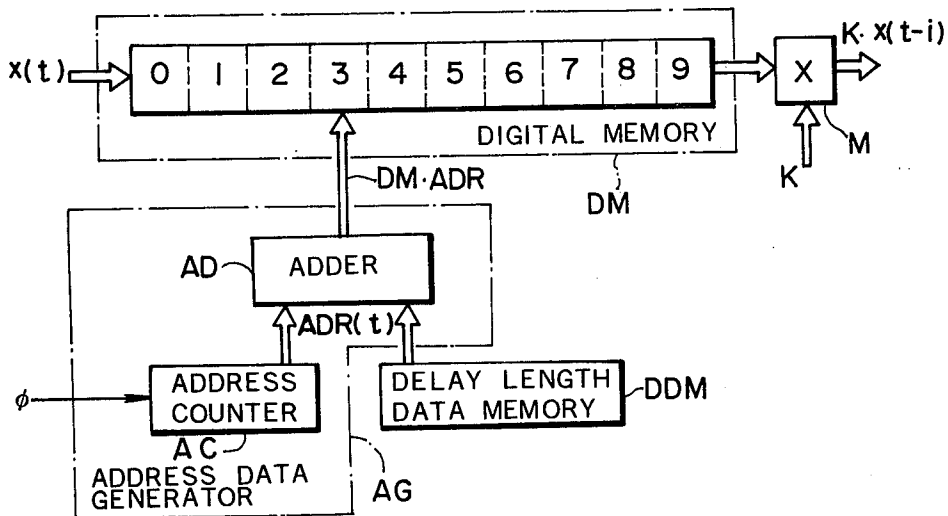 K· x(t-i)
x(t)
0 1 2 3 4 5 6 7 8 9
X
DIGITAL MEMORY
M
K
DM·ADR
DM
AD
ADDER
ADR(t)
ADDRESS
COUNTER
DELAY LENGTH
DATA MEMORY
DDM
φ
AC
ADDRESS DATA
GENERATOR
AG